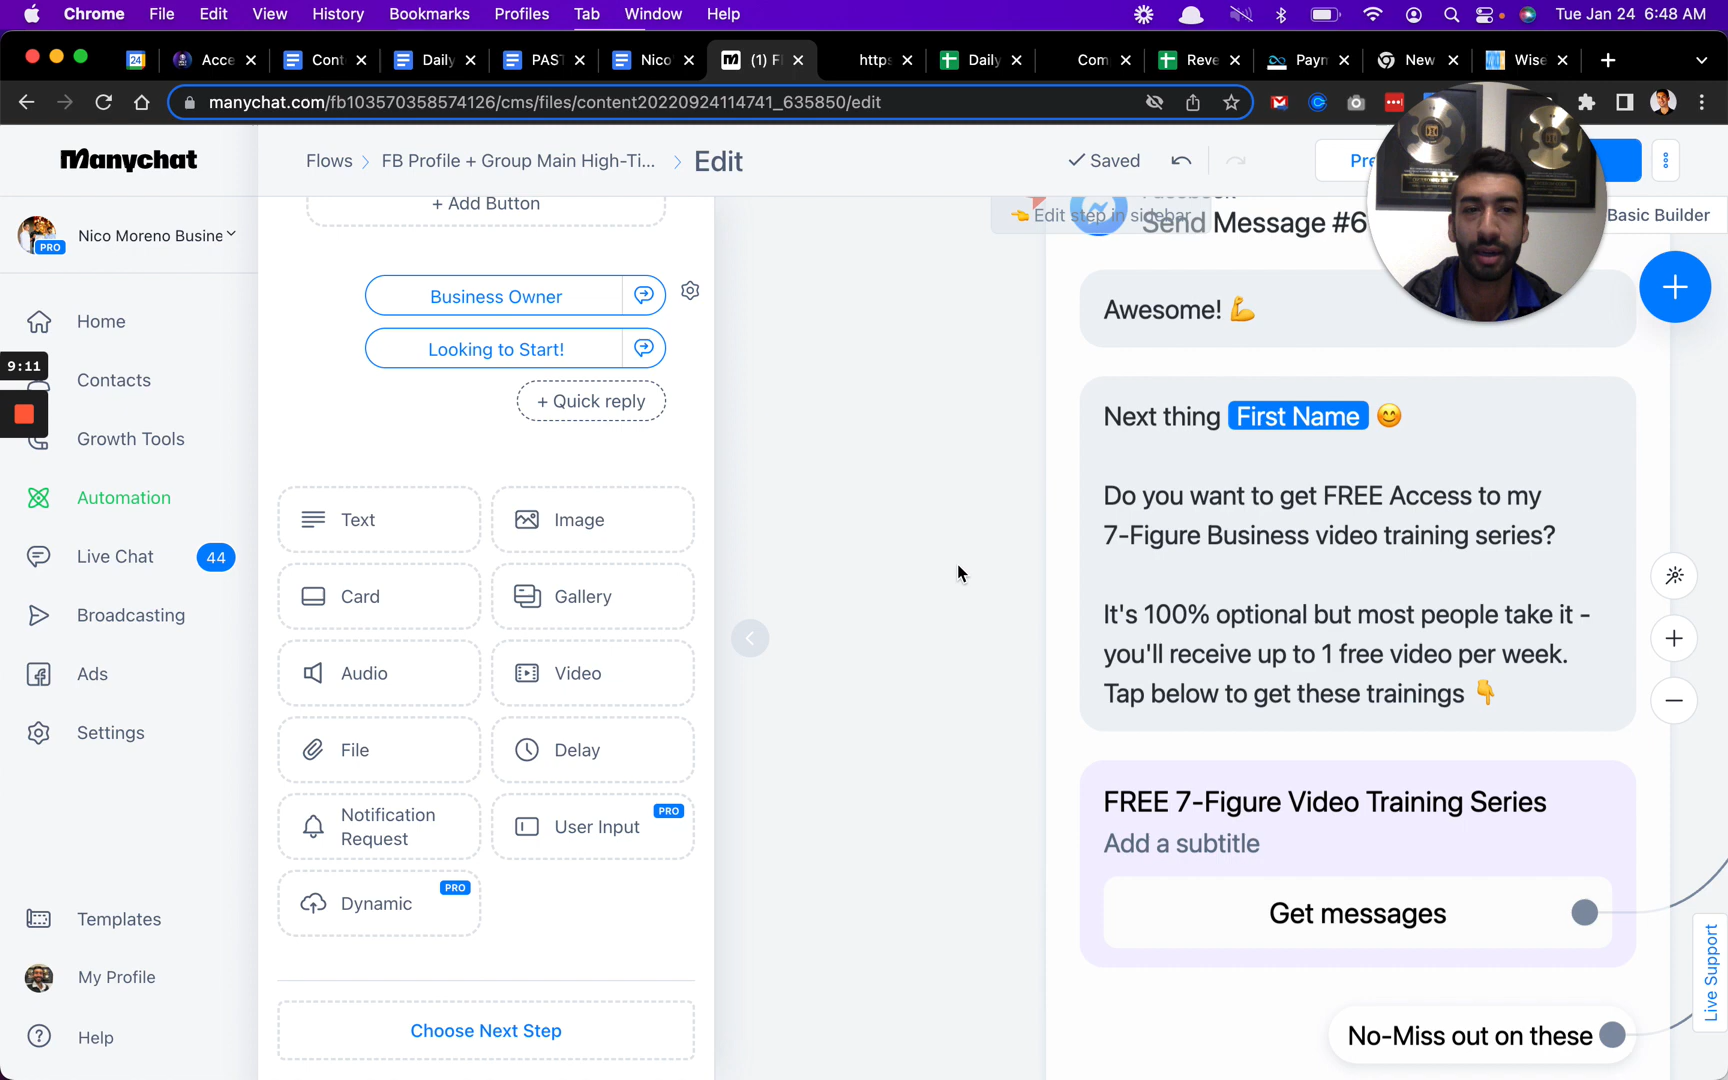 Chrome File Edit View History Bookmarks Profiles Tab Window Help Tue Jan 24 6:48 AM
24 Acce Cont Daily PAST Nico (1) F https Daily Com Reve Payn New Wise
manychat.com/fb103570358574126/cms/files/content20220924114741_635850/edit
Manychat
Flows > FB Profile + Group Main High-Ti... > Edit
Saved
Pre
Nico Moreno Busine
PRO
Home
9:11
Contacts
Growth Tools
Automation
Live Chat 44
Broadcasting
Ads
Settings
Templates
My Profile
Help
+ Add Button
Business Owner
Looking to Start!
+ Quick reply
Text
Image
Card
Gallery
Audio
Video
File
Delay
Notification
Request
User Input PRO
Dynamic PRO
Choose Next Step
Edit step in sidebar
Send Message #6
Basic Builder
Awesome! 💪
Next thing First Name 😊
Do you want to get FREE Access to my
7-Figure Business video training series?
It's 100% optional but most people take it -
you'll receive up to 1 free video per week.
Tap below to get these trainings 👇
FREE 7-Figure Video Training Series
Add a subtitle
Get messages
No-Miss out on these
Live Support